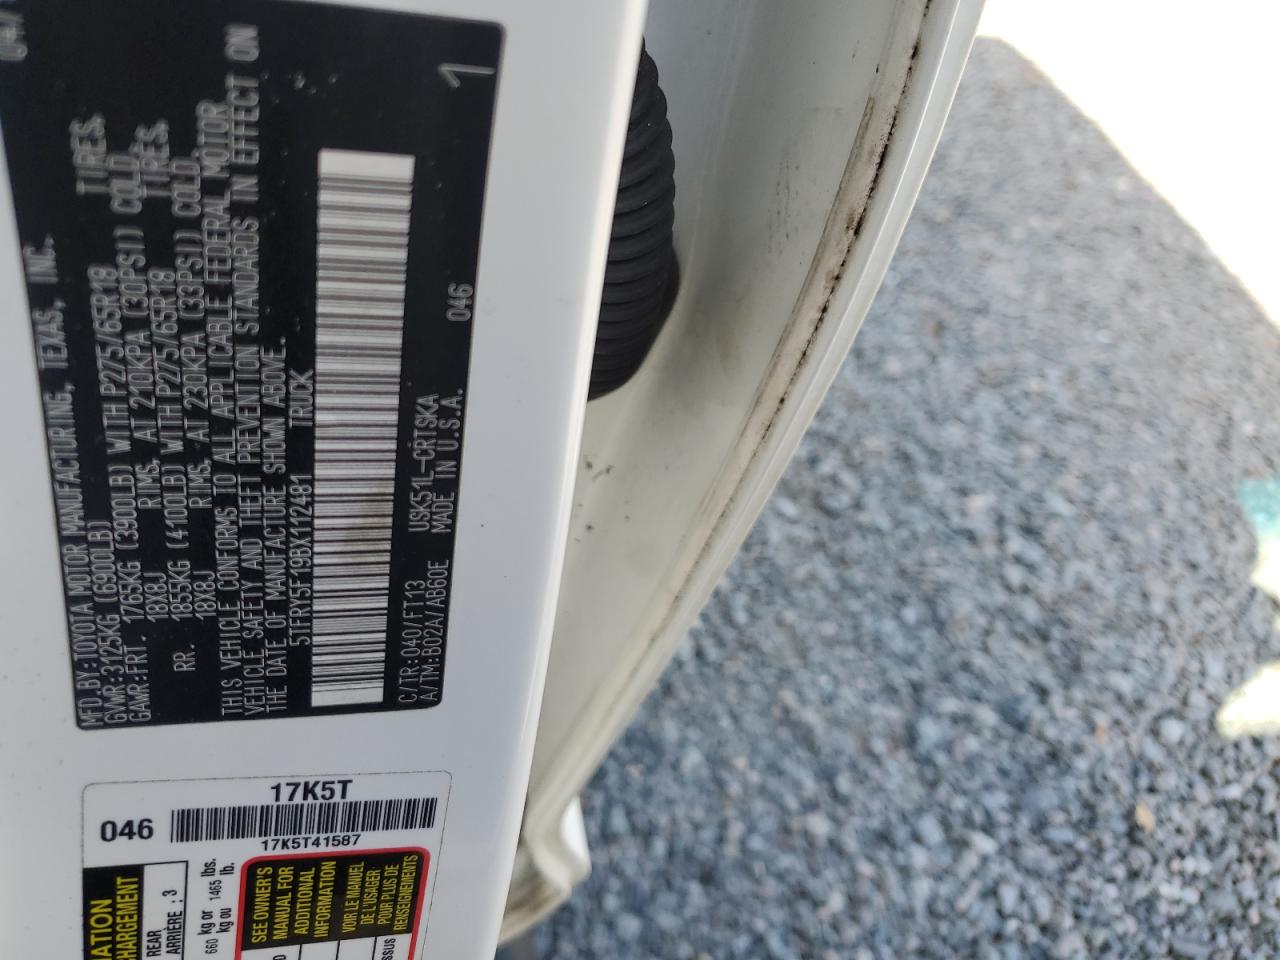 MFD.BY:TOYOTA MOTOR MANUFACTURING, TEXAS, INC.
GVWR:3125KG (6900LB)
GAWR:FRT. 1765KG (3900LB) WITH P275/65R18 TIRES.
18X8J RIMS. AT 210KPA (30PSI) COLD
RR. 1855KG (4100LB) WITH P275/65R18 TIRES.
18X8J RIMS. AT 230KPA (33PSI) COLD
THIS VEHICLE CONFORMS TO ALL APPLICABLE FEDERAL MOTOR
VEHICLE SAFETY AND THEFT PREVENTION STANDARDS IN EFFECT ON
THE DATE OF MANUFACTURE SHOWN ABOVE.
5TFRY5F19BX112481 TRUCK
C/TR:040/FT13 USK51L-CRTSKA 046 1
A/TM:B02A/AB60E MADE IN U.S.A.
17K5T
046
17K5T41587
REAR
ARRIÈRE : 3
660 kg or 1465 lbs.
kg ou lb.
SEE OWNER'S
MANUAL FOR
ADDITIONAL
INFORMATION
VOIR LE MANUEL
DE L'USAGER
POUR PLUS DE
RENSEIGNEMENTS